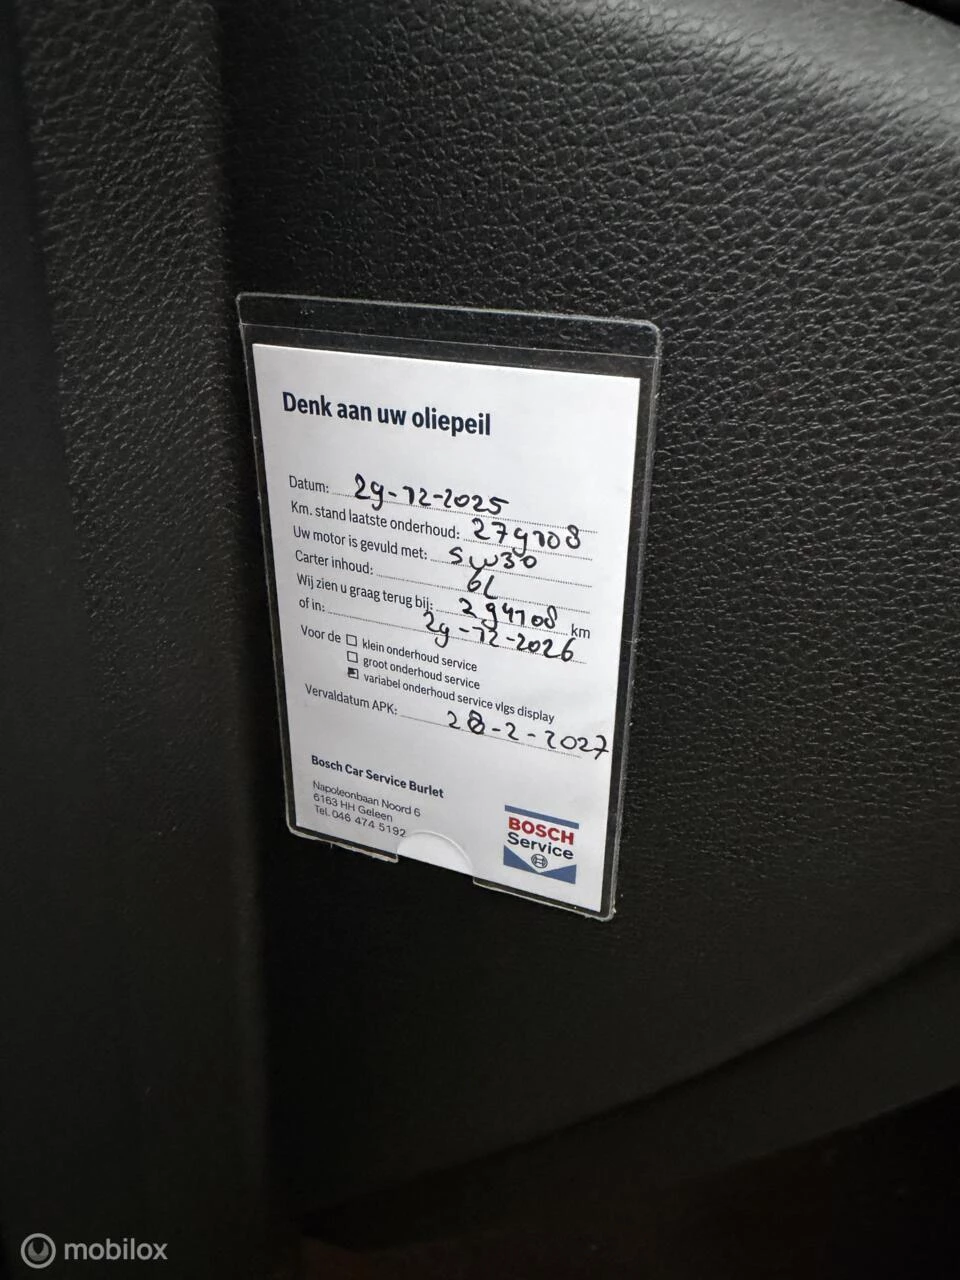 Denk aan uw oliepeil
Datum: 29-12-2025
Km. stand laatste onderhoud: 279108
Uw motor is gevuld met: 5w30
Carter inhoud: 6L
Wij zien u graag terug bij: 294108 km
of in: 29-12-2026
Voor de klein onderhoud service
groot onderhoud service
variabel onderhoud service vlgs display
Vervaldatum APK: 28-2-2027
Bosch Car Service Burlet
Napoleonbaan Noord 6
6163 HH Geleen
Tel. 046 474 5192
BOSCH
Service
mobilox